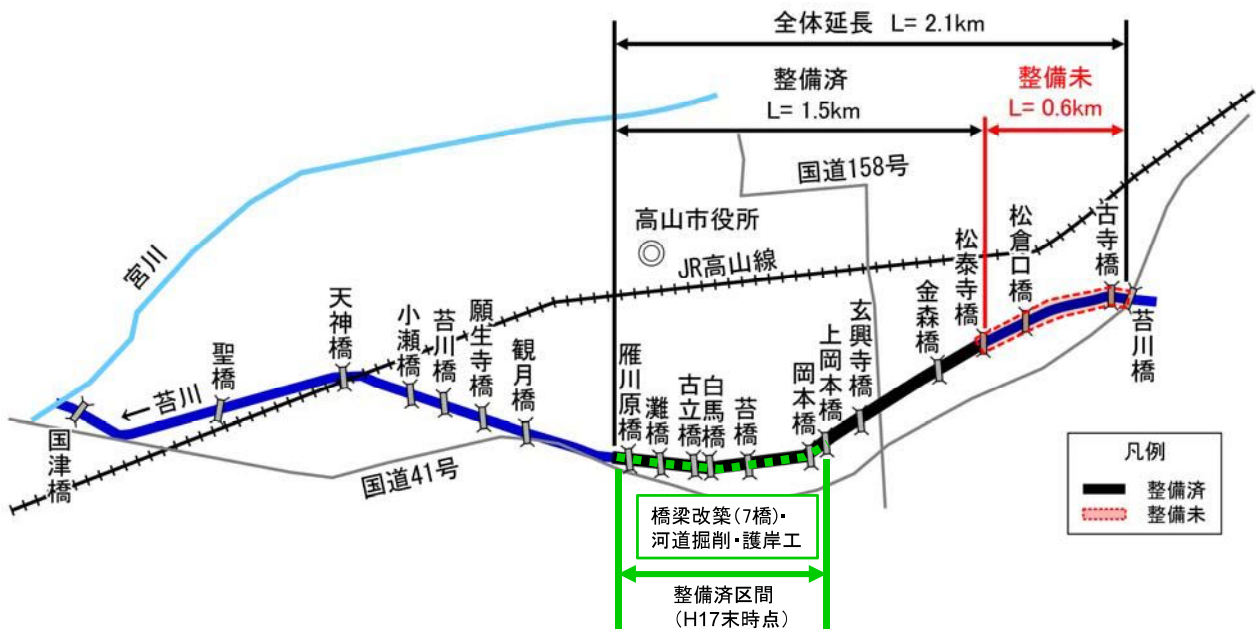 全体延長 L= 2.1km
整備済
L= 1.5km
整備未
L= 0.6km
国道158号
高山市役所
JR高山線
宮川
←苔川
国道41号
国津橋
聖橋
天神橋
小瀬橋
苔川橋
願生寺橋
観月橋
雁川原橋
灘橋
古立橋
白馬橋
苔橋
岡本橋
上岡本橋
玄興寺橋
金森橋
松泰寺橋
松倉口橋
古寺橋
苔川橋
凡例
整備済
整備未
橋梁改築(7橋)・
河道掘削・護岸工
整備済区間
(H17末時点)